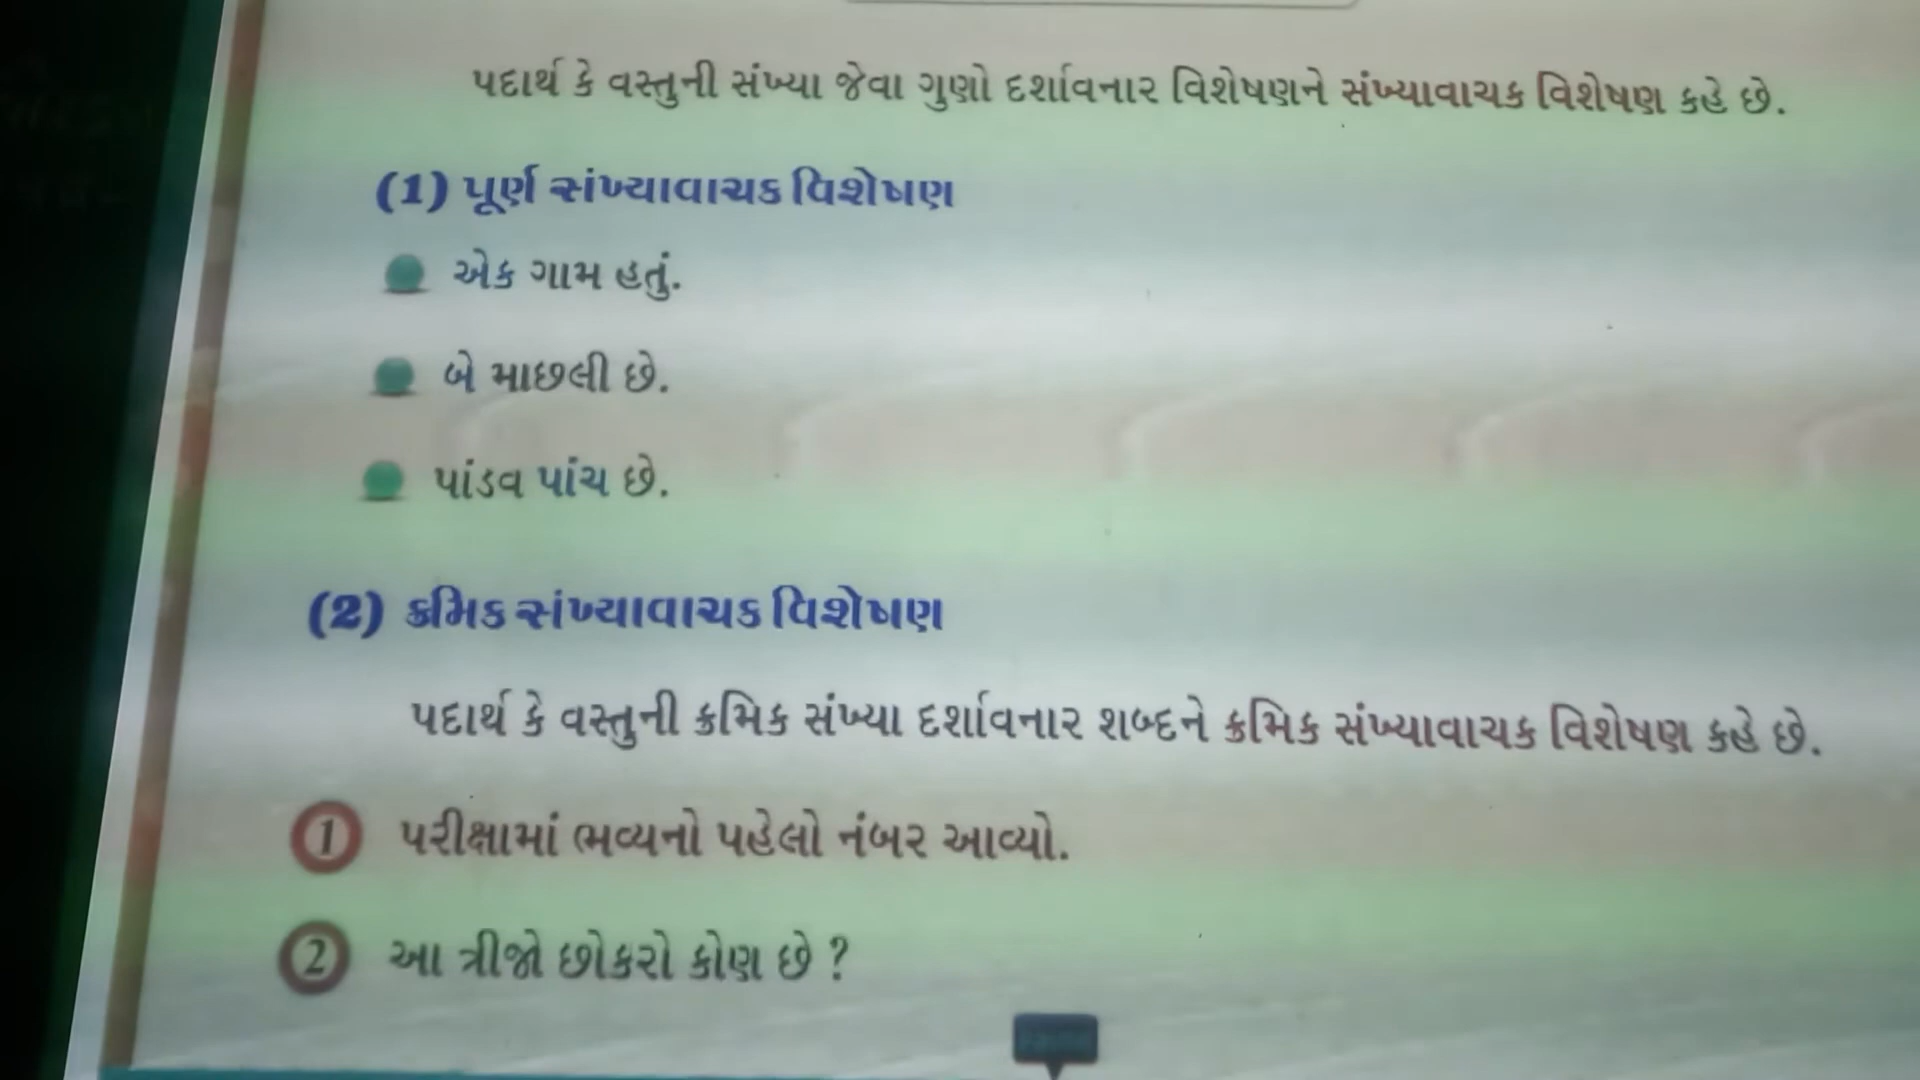 પદાર્થ કે વસ્તુની સંખ્યા જેવા ગુણો દર્શાવનાર વિશેષણને સંખ્યાવાચક વિશેષણ કહે છે.
(1) પૂર્ણ સંખ્યાવાચક વિશેષણ
એક ગામ હતું.
બે માછલી છે.
પાંડવ પાંચ છે.
(2) ક્રમિક સંખ્યાવાચક વિશેષણ
પદાર્થ કે વસ્તુની ક્રમિક સંખ્યા દર્શાવનાર શબ્દને ક્રમિક સંખ્યાવાચક વિશેષણ કહે છે.
1 પરીક્ષામાં ભવ્યનો પહેલો નંબર આવ્યો.
2 આ ત્રીજો છોકરો કોણ છે ?